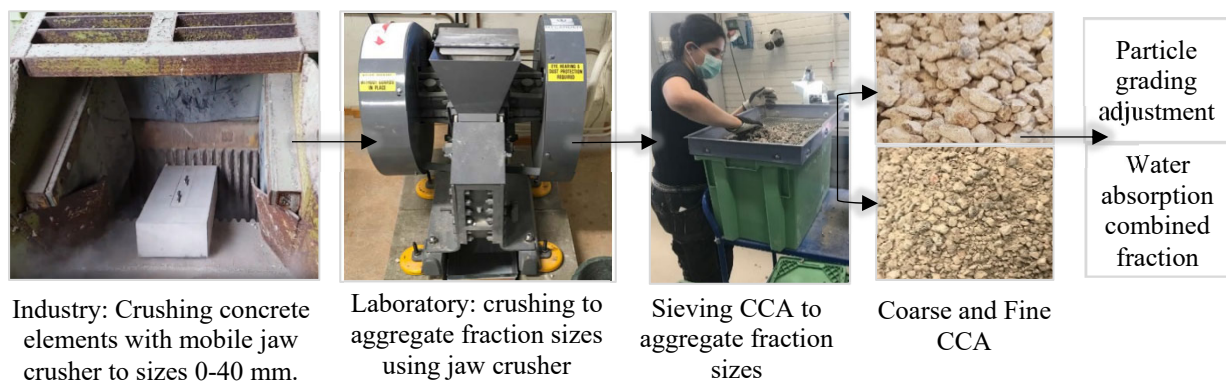 Industry: Crushing concrete
elements with mobile jaw
crusher to sizes 0-40 mm.
Laboratory: crushing to
aggregate fraction sizes
using jaw crusher
Sieving CCA to
aggregate fraction
sizes
Coarse and Fine
CCA
Particle
grading
adjustment
Water
absorption
combined
fraction